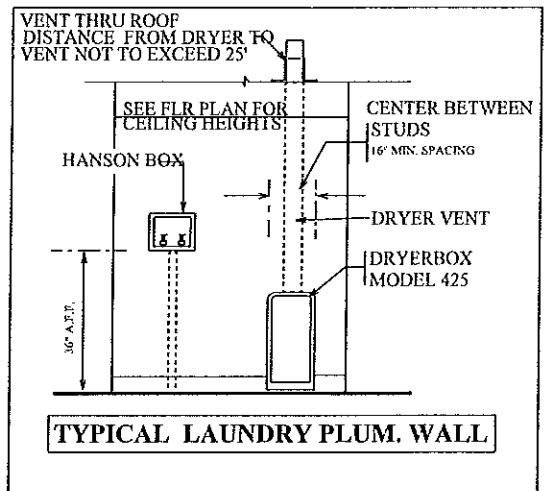 VENT THRU ROOF
DISTANCE FROM DRYER TO
VENT NOT TO EXCEED 25'
SEE FLR PLAN FOR
CEILING HEIGHTS
CENTER BETWEEN
STUDS
16" MIN. SPACING
HANSON BOX
DRYER VENT
DRYERBOX
MODEL 425
36" A.F.F.
TYPICAL LAUNDRY PLUM. WALL